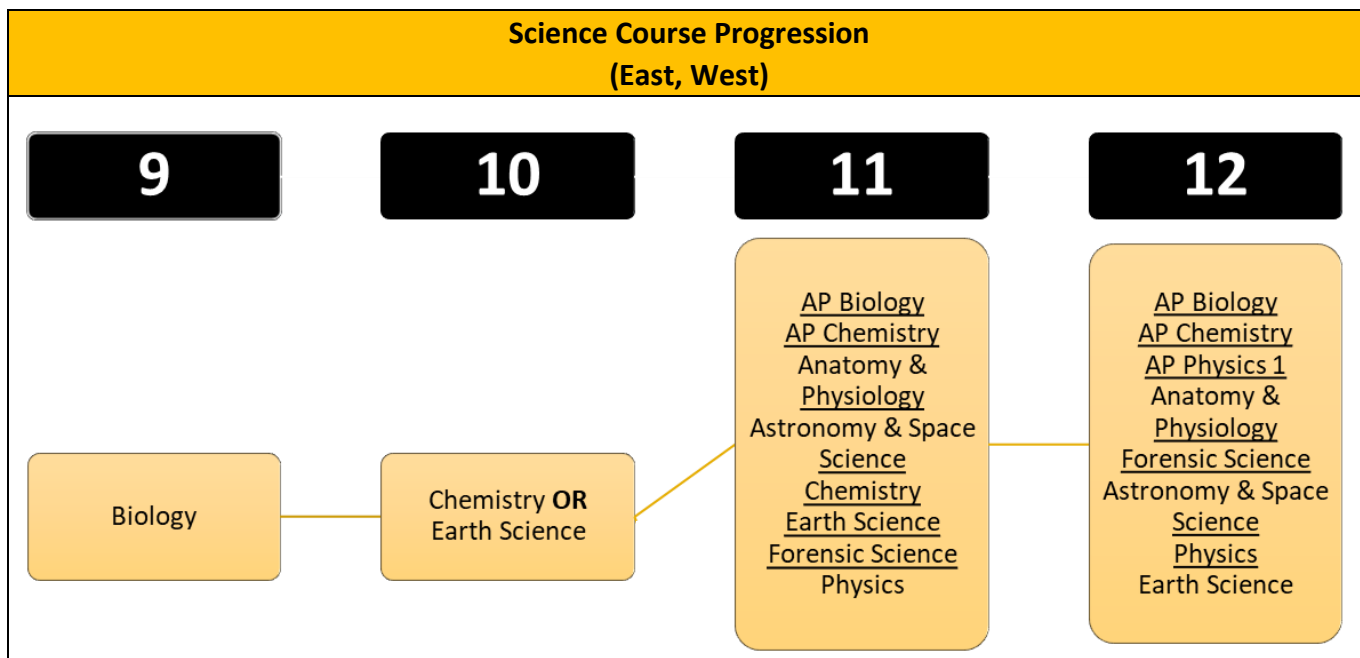 Science Course Progression
(East, West)
9
10
11
12
Biology
Chemistry OR
Earth Science
AP Biology
AP Chemistry
Anatomy &
Physiology
Astronomy & Space
Science
Chemistry
Earth Science
Forensic Science
Physics
AP Biology
AP Chemistry
AP Physics 1
Anatomy &
Physiology
Forensic Science
Astronomy & Space
Science
Physics
Earth Science